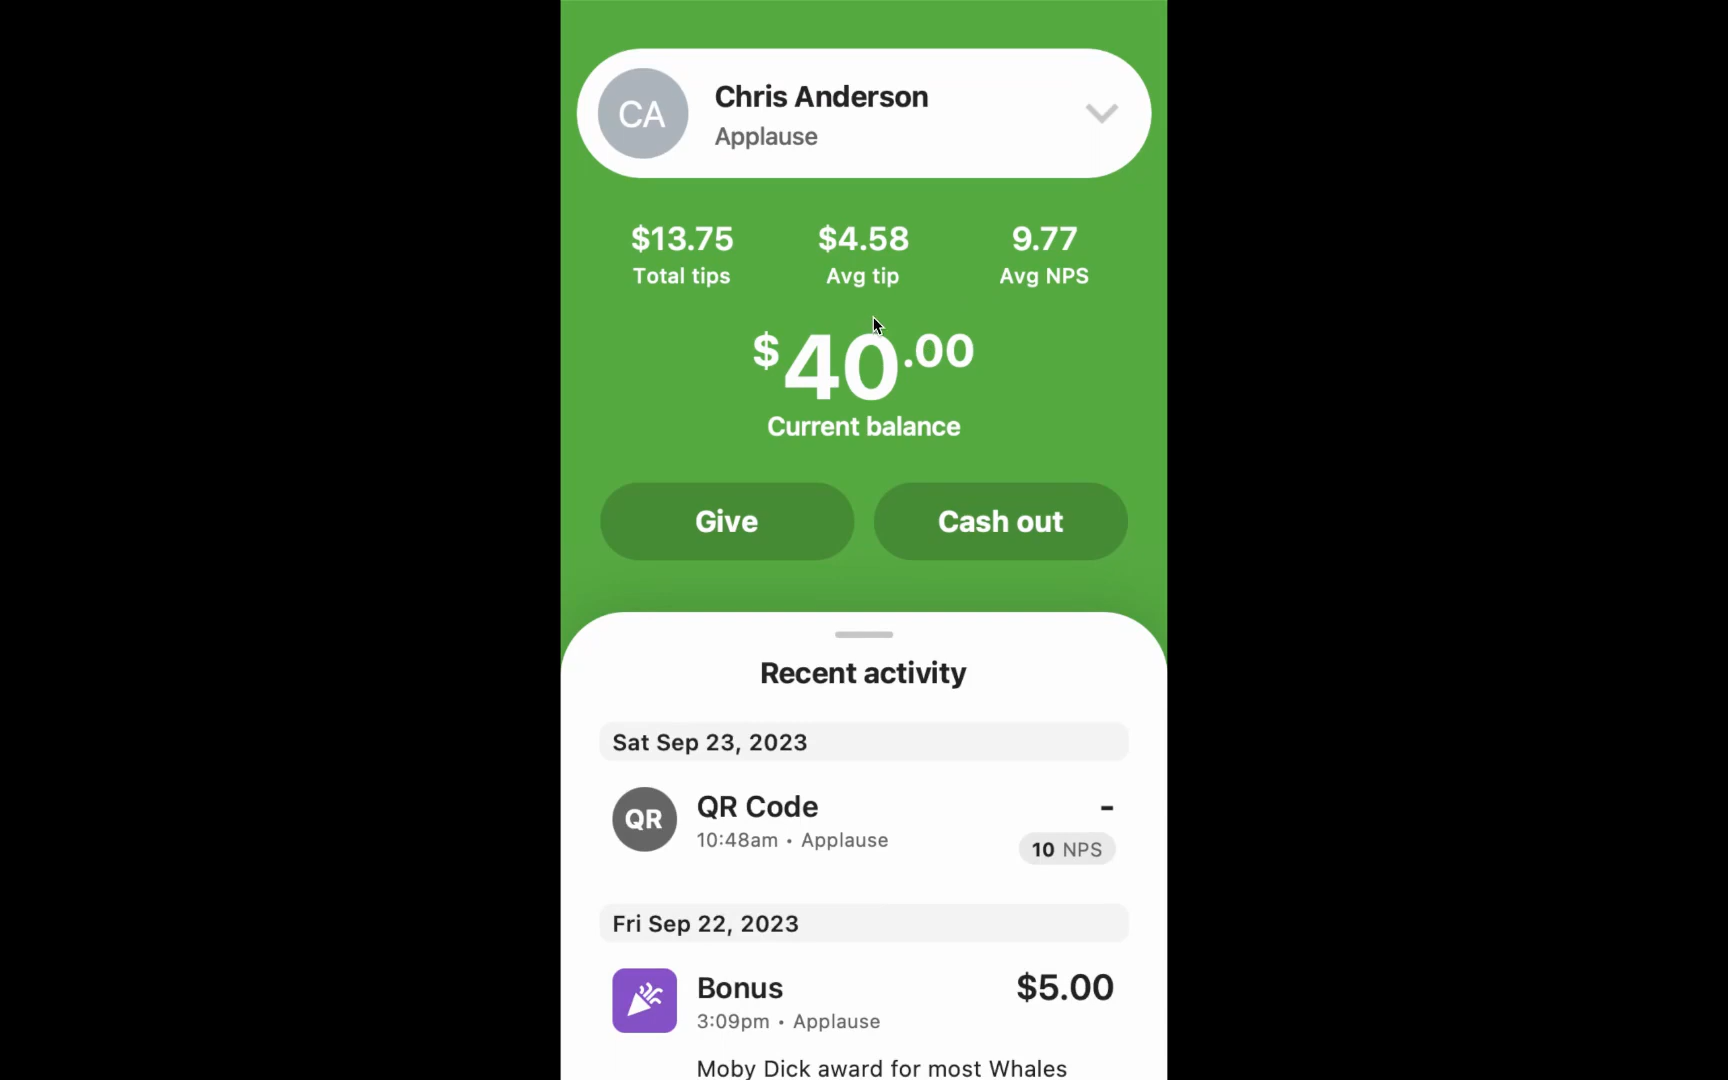 CA
Chris Anderson
Applause
$13.75
Total tips
$4.58
Avg tip
9.77
Avg NPS
$40.00
Current balance
Give
Cash out
Recent activity
Sat Sep 23, 2023
QR
QR Code
-
10:48am • Applause
10 NPS
Fri Sep 22, 2023
Bonus
$5.00
3:09pm • Applause
Moby Dick award for most Whales